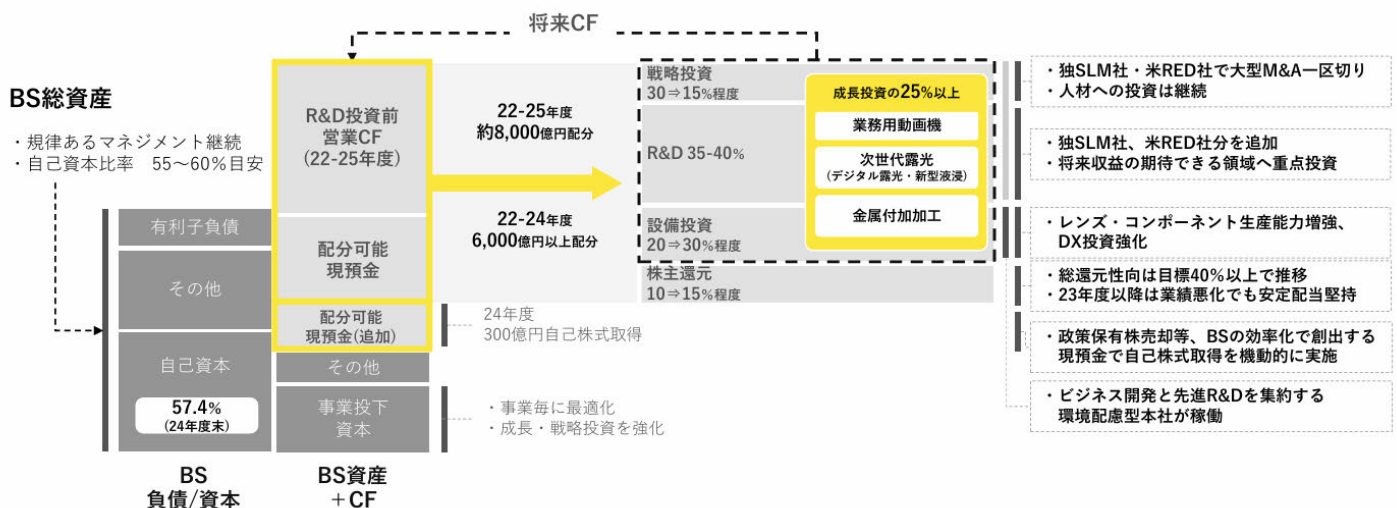 将来CF
BS総資産
・規律あるマネジメント継続
・自己資本比率 55〜60%目安
有利子負債
その他
自己資本
57.4%
(24年度末)
BS
負債/資本
R&D投資前
営業CF
(22-25年度)
配分可能
現預金
配分可能
現預金(追加)
その他
事業投下
資本
BS資産
+CF
22-25年度
約8,000億円配分
22-24年度
6,000億円以上配分
24年度
300億円自己株式取得
・事業毎に最適化
・成長・戦略投資を強化
戦略投資
30⇒15%程度
R&D 35-40%
設備投資
20⇒30%程度
株主還元
10⇒15%程度
成長投資の25%以上
業務用動画機
次世代露光
(デジタル露光・新型液浸)
金属付加加工
・独SLM社・米RED社で大型M&A一区切り
・人材への投資は継続
・独SLM社、米RED社分を追加
・将来収益の期待できる領域へ重点投資
・レンズ・コンポーネント生産能力増強、
DX投資強化
・総還元性向は目標40%以上で推移
・23年度以降は業績悪化でも安定配当堅持
・政策保有株売却等、BSの効率化で創出する
現預金で自己株式取得を機動的に実施
・ビジネス開発と先進R&Dを集約する
環境配慮型本社が稼働